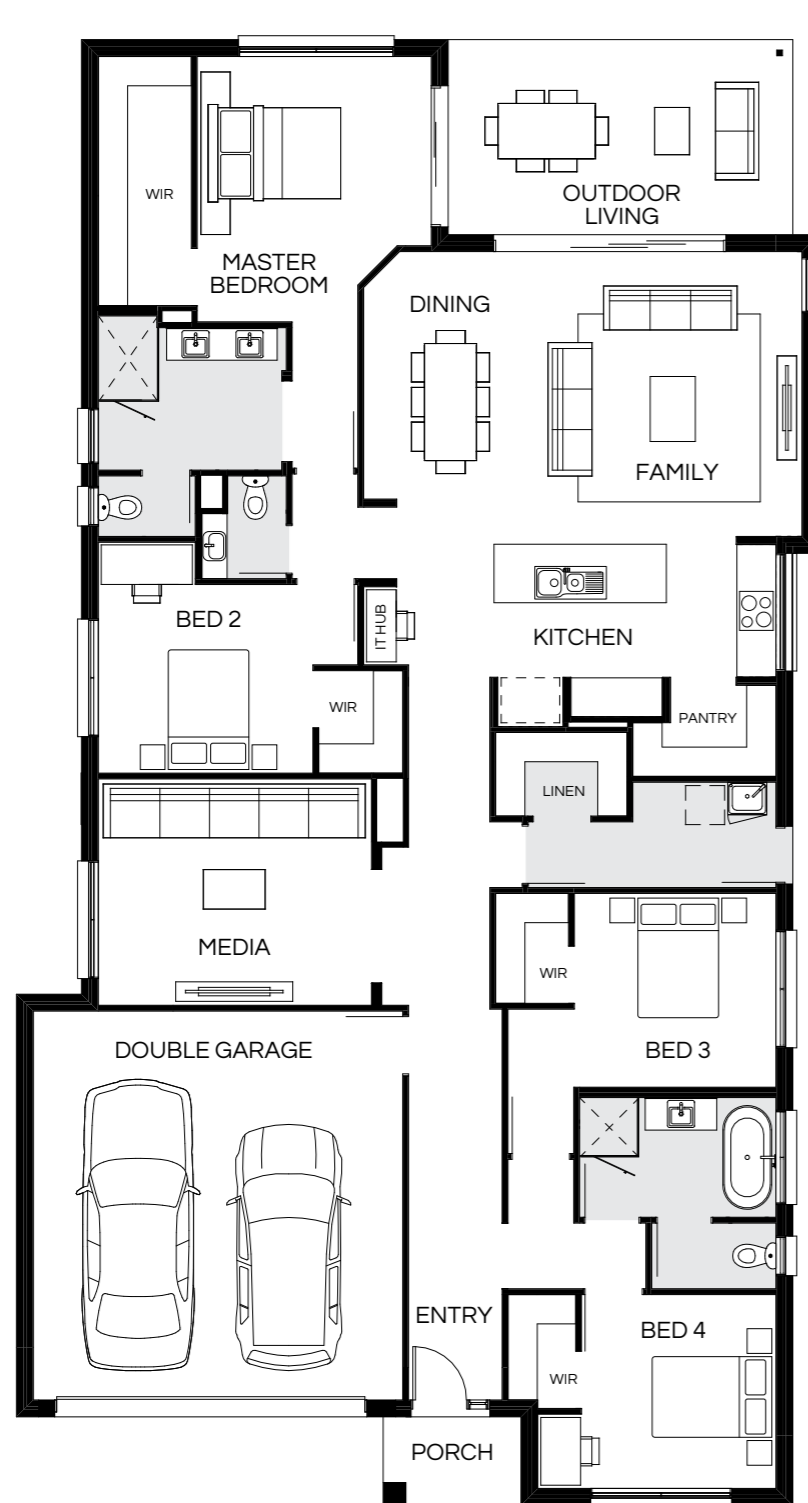 WIR
OUTDOOR
LIVING
MASTER
BEDROOM
DINING
FAMILY
BED 2
IT HUB
KITCHEN
WIR
PANTRY
LINEN
MEDIA
WIR
DOUBLE GARAGE
BED 3
ENTRY
BED 4
WIR
PORCH